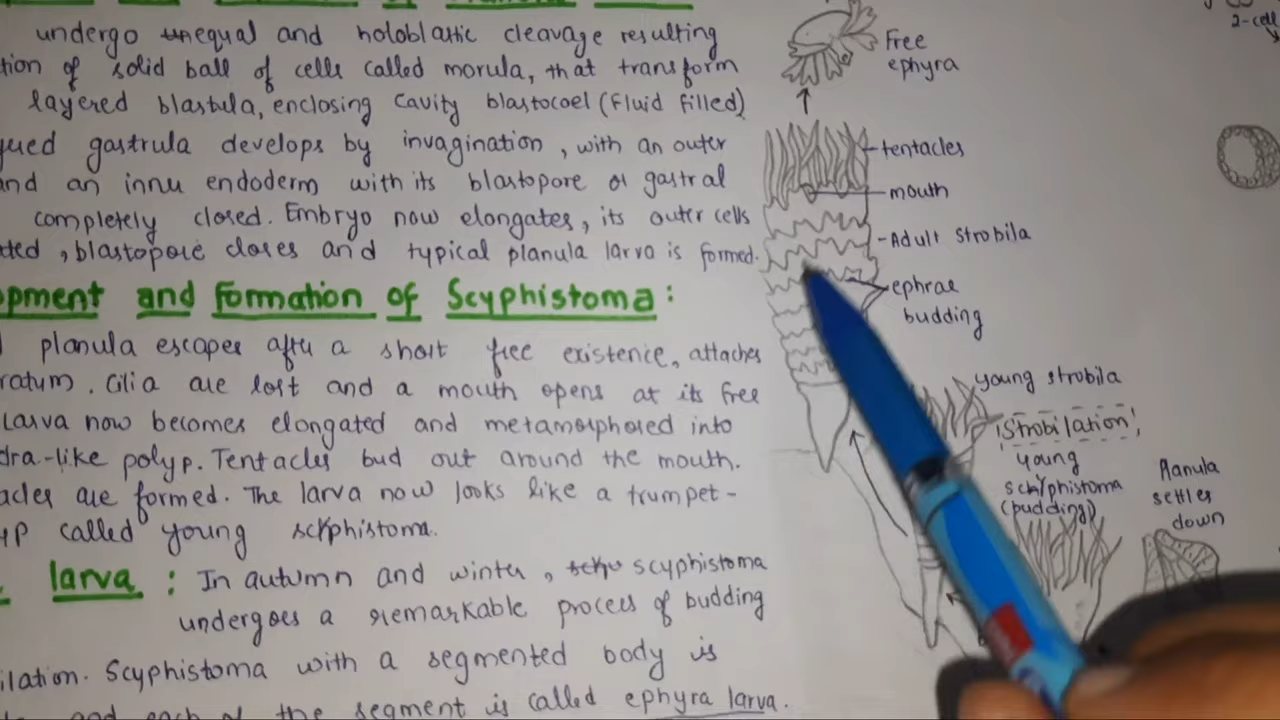 undergo unequal and holoblastic cleavage resulting
tion of solid ball of cells called morula, that transform
layered blastula, enclosing cavity blastocoel (fluid filled)
gastrula develops by invagination, with an outer
and an innu endoderm with its blastopore or gastral
completely closed. Embryo now elongates, its outer cells
ted, blastopore closes and typical planula larva is formed.
opment and formation of Scyphistoma:
planula escapes after a short free existence, attaches
ratum. Cilia are lost and a mouth opens at its free
Larva now becomes elongated and metamorphosed into
dra-like polyp. Tentacles bud out around the mouth.
acles are formed. The larva now looks like a trumpet-
yp called young
larva : In autumn and winter, scyphistoma
undergoes a remarkable process of budding
ilation. Scyphistoma with a segmented body is
and each of the segment is called ephyra larva.
Free
ephyra
tentacles
mouth
Adult Strobila
ephrae
budding
young strobila
Strobilation
young
(budding)
Planula
settles
down
2-cell